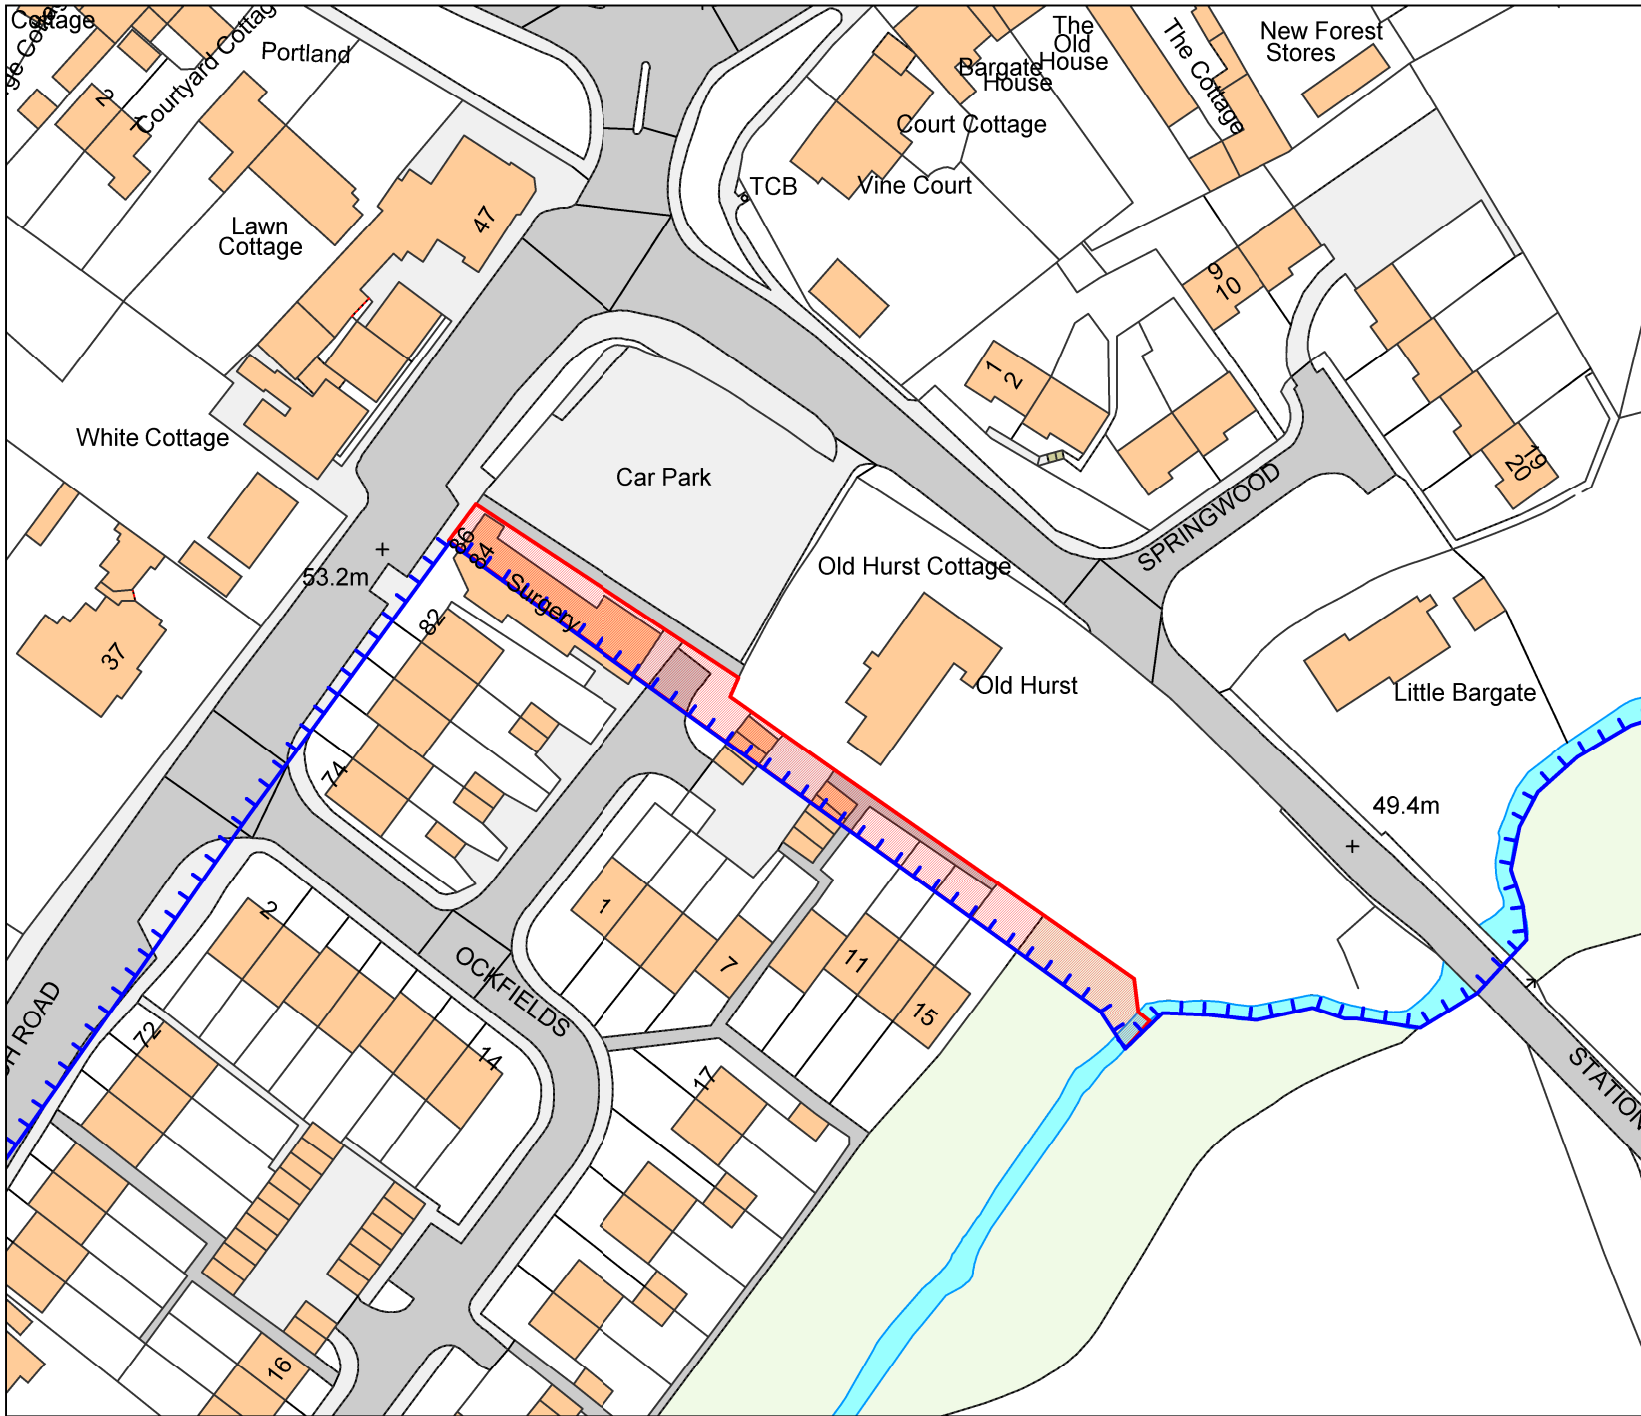 Cottage
Courtyard Cottag
Portland
2
1
Lawn
Cottage
47
White Cottage
37
53.2m
TCB
The
Old
House
Bargate
House
Court Cottage
Vine Court
The Cottage
New Forest
Stores
9
10
1
2
19
20
SPRINGWOOD
Car Park
86
84
Surgery
82
74
Old Hurst Cottage
Old Hurst
Little Bargate
49.4m
STATION
1
7
11
15
OCKFIELDS
2
14
72
17
16
ROAD